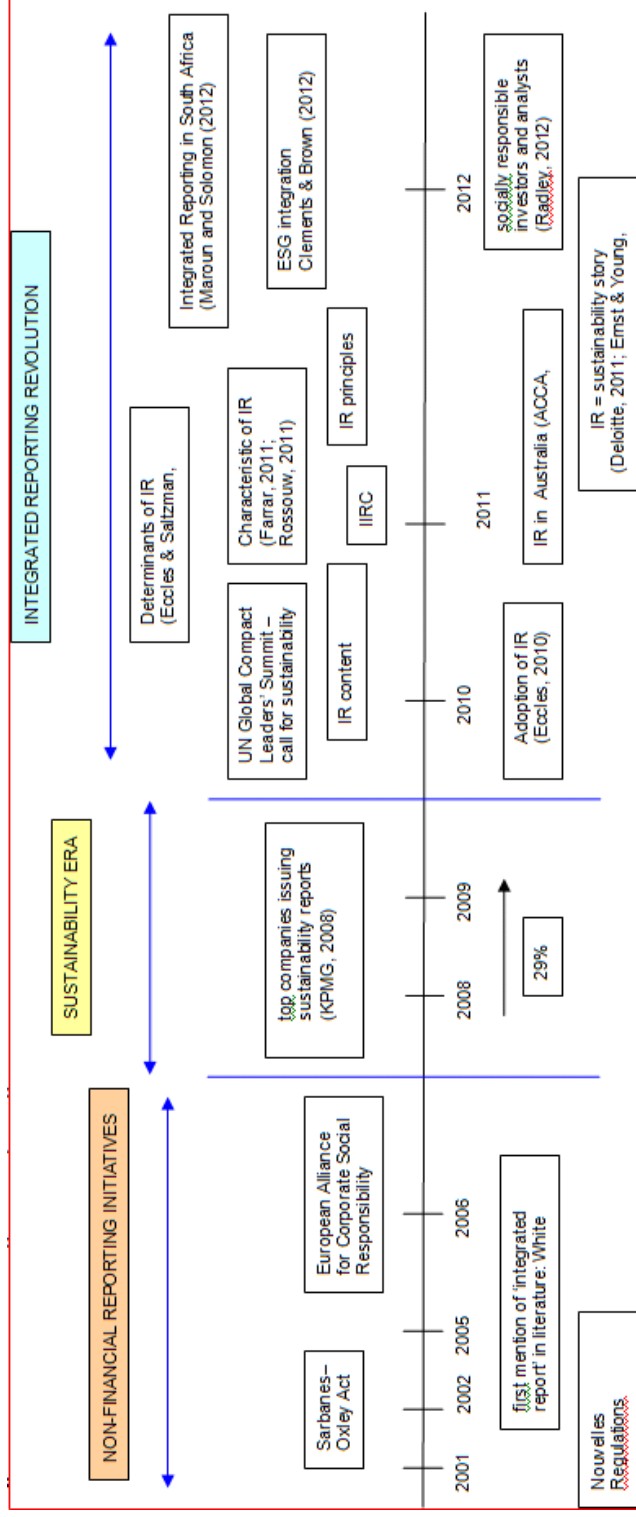 INTEGRATED REPORTING REVOLUTION
SUSTAINABILITY ERA
NON-FINANCIAL REPORTING INITIATIVES
Sarbanes–
Oxley Act
European Alliance
for Corporate Social
Responsibility
top companies issuing
sustainability reports
(KPMG, 2008)
Determinants of IR
(Eccles & Saltzman,
UN Global Compact
Leaders' Summit –
call for sustainability
IR content
Characteristic of IR
(Farrar, 2011;
Rossouw, 2011)
IIRC
IR principles
Integrated Reporting in South Africa
(Maroun and Solomon (2012)
ESG integration
Clements & Brown (2012)
2001
2002
2005
2006
2008
2009
2010
2011
2012
Nouvelles
Regulations
first mention of 'integrated
report' in literature: White
29%
Adoption of IR
(Eccles, 2010)
IR in Australia (ACCA,
IR = sustainability story
(Deloitte, 2011; Ernst & Young,
socially responsible
investors and analysts
(Radley, 2012)